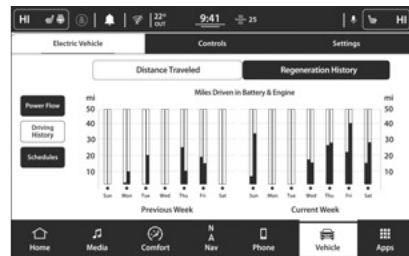 HI 22° OUT 9:41 25 HI
Electric Vehicle Controls Settings
Distance Traveled Regeneration History
Miles Driven in Battery & Engine
Power Flow
Driving History
Schedules
mi mi
50 50
40 40
30 30
20 20
10 10
Sun Mon Tue Wed Thu Fri Sat Sun Mon Tue Wed Thu Fri Sat
Previous Week Current Week
Home Media Comfort NAV Nav Phone Vehicle Apps